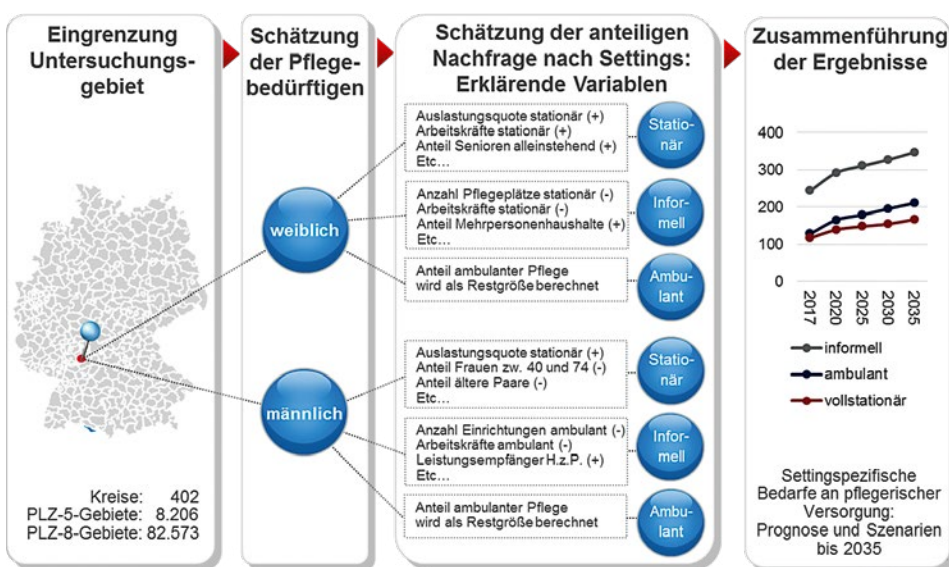 Eingrenzung
Untersuchungs-
gebiet
Kreise: 402
PLZ-5-Gebiete: 8.206
PLZ-8-Gebiete: 82.573
Schätzung
der Pflege-
bedürftigen
weiblich
männlich
Schätzung der anteiligen
Nachfrage nach Settings:
Erklärende Variablen
Auslastungsquote stationär (+)
Arbeitskräfte stationär (+)
Anteil Senioren alleinstehend (+)
Etc...
Statio-
när
Anzahl Pflegeplätze stationär (-)
Arbeitskräfte stationär (-)
Anteil Mehrpersonenhaushalte (+)
Etc...
Infor-
mell
Anteil ambulanter Pflege
wird als Restgröße berechnet
Ambu-
lant
Auslastungsquote stationär (+)
Anteil Frauen zw. 40 und 74 (-)
Anteil ältere Paare (-)
Etc...
Statio-
när
Anzahl Einrichtungen ambulant (-)
Arbeitskräfte ambulant (-)
Leistungsempfänger H.z.P. (+)
Etc...
Infor-
mell
Anteil ambulanter Pflege
wird als Restgröße berechnet
Ambu-
lant
Zusammenführung
der Ergebnisse
400
300
200
100
0
2017
2020
2025
2030
2035
informell
ambulant
vollstationär
Settingspezifische
Bedarfe an pflegerischer
Versorgung:
Prognose und Szenarien
bis 2035